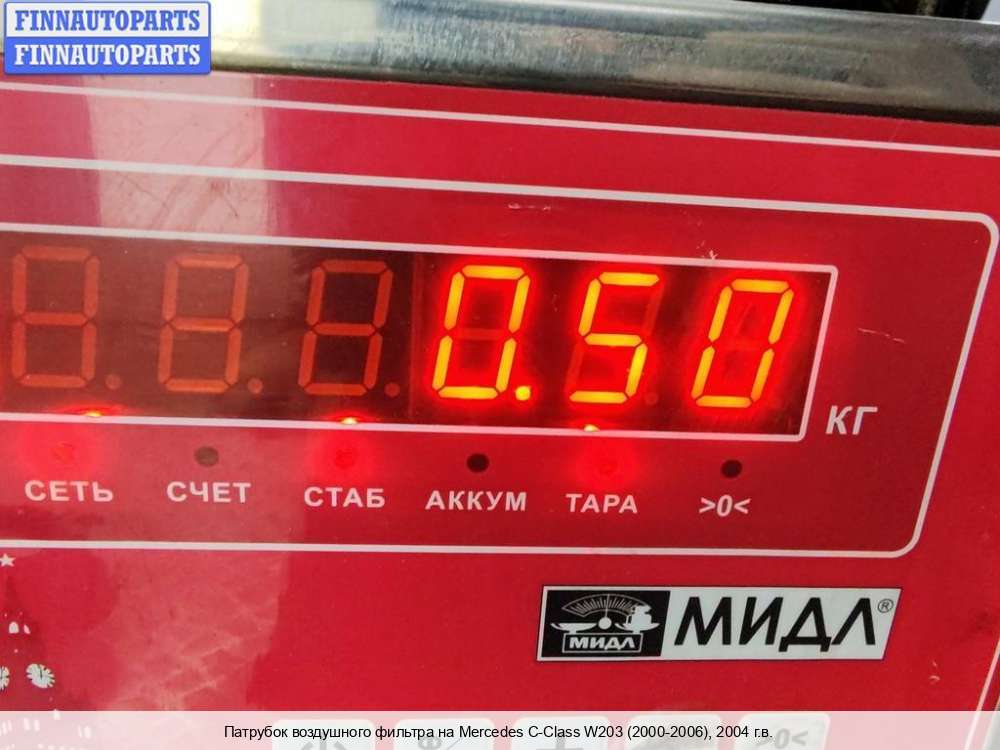 FINNAUTOPARTS
FINNAUTOPARTS
0.50
КГ
СЕТЬ СЧЕТ СТАБ АККУМ ТАРА >0<
МИДЛ МИДЛ®
>0<
Патрубок воздушного фильтра на Mercedes C-Class W203 (2000-2006), 2004 г.в.